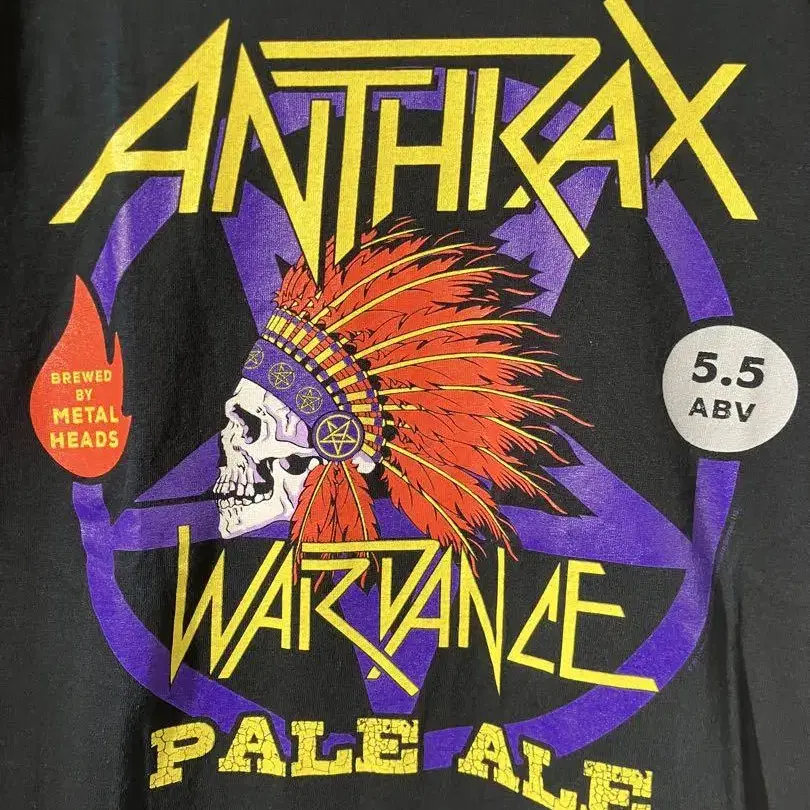 ANTHRAX
BREWED
BY
METAL
HEADS
5.5
ABV
WARDANCE
PALE ALE